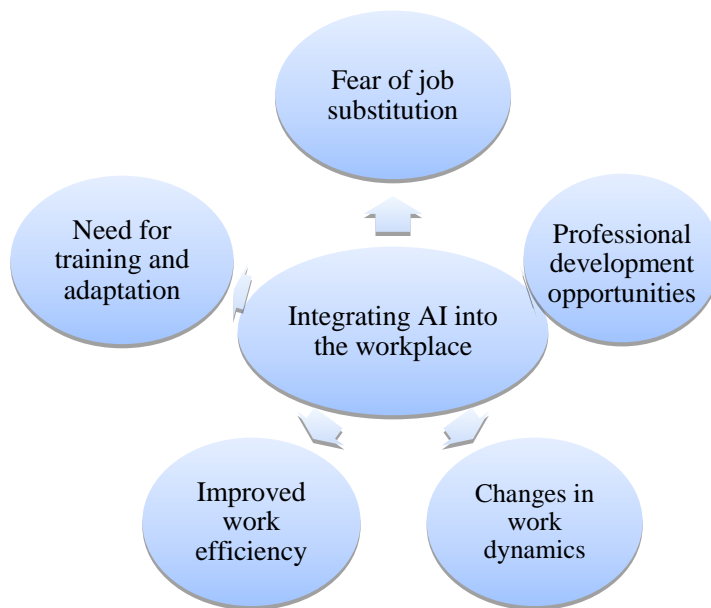 Fear of job
substitution
Need for
training and
adaptation
Professional
development
opportunities
Integrating AI into
the workplace
Improved
work
efficiency
Changes in
work
dynamics